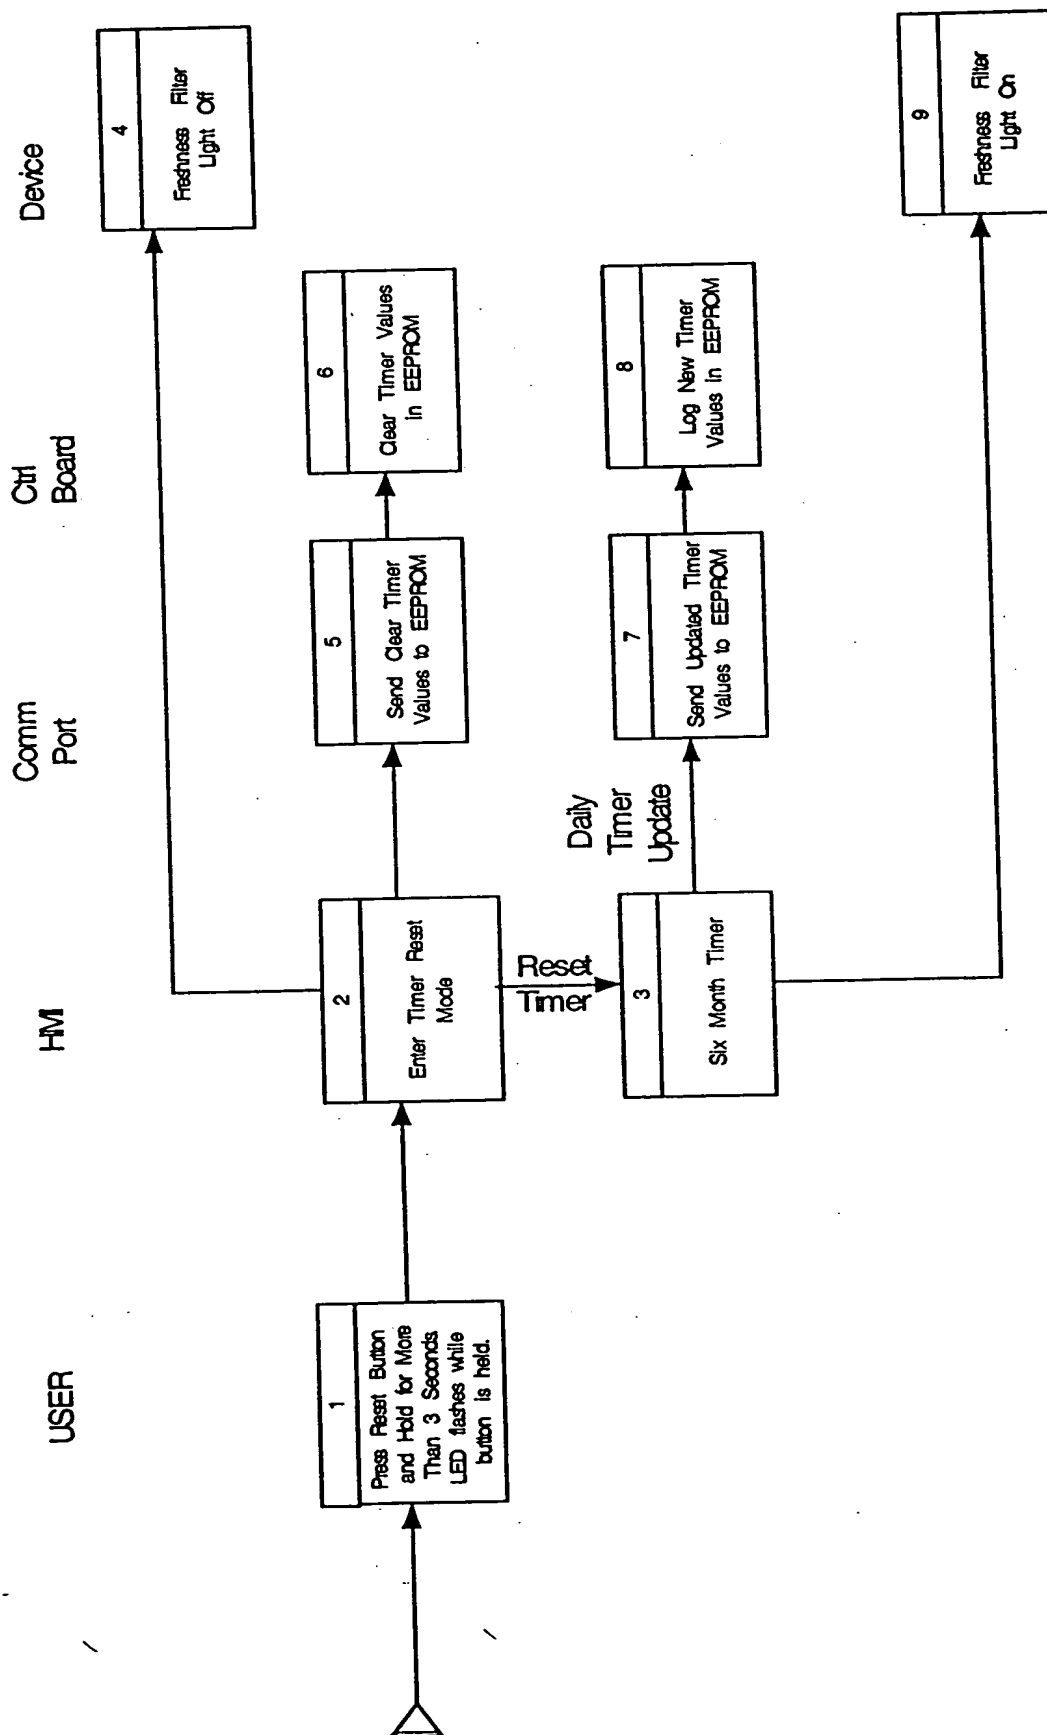 USER
HMI
Comm
Port
Ctrl
Board
Device
1
Press Reset Button
and Hold for More
Than 3 Seconds
LED flashes while
button is held.
2
Enter Timer Reset
Mode
Reset
Timer
3
Six Month Timer
Daily
Timer
Update
4
Freshness Filter
Light Off
5
Send Clear Timer
Values to EEPROM
6
Clear Timer Values
in EEPROM
7
Send Updated Timer
Values to EEPROM
8
Log New Timer
Values in EEPROM
9
Freshness Filter
Light On